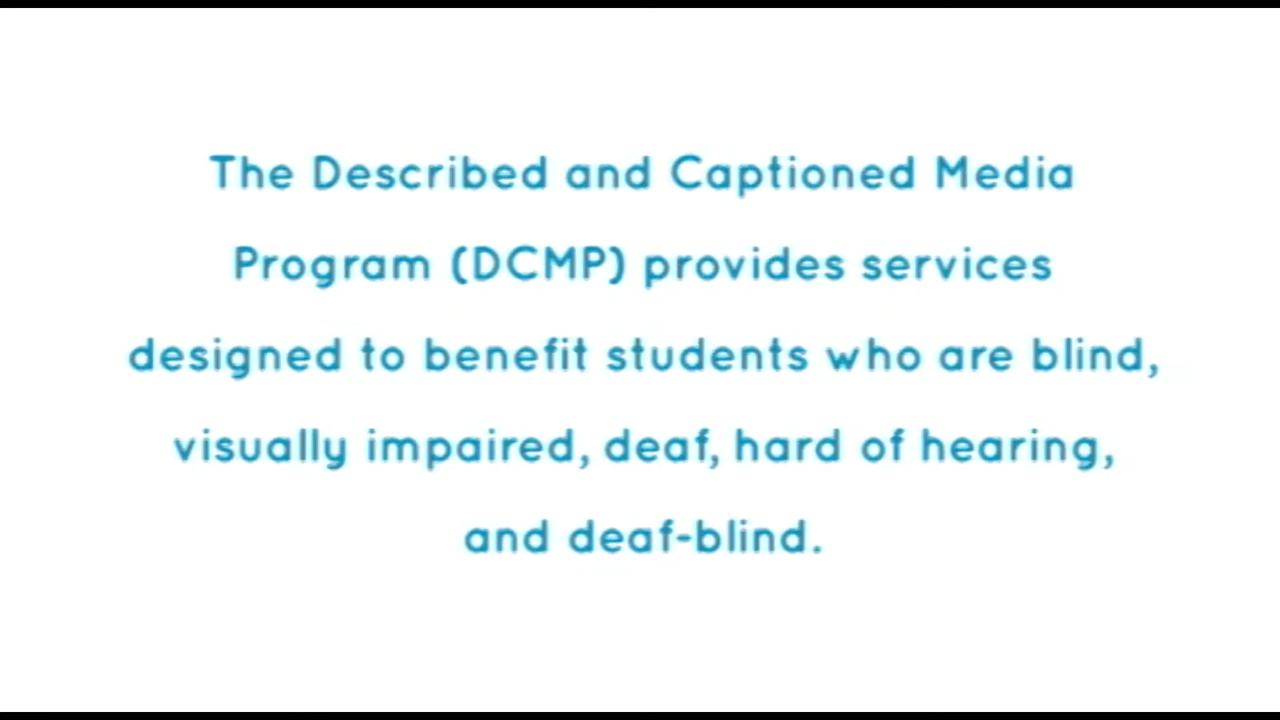 The Described and Captioned Media
Program (DCMP) provides services
designed to benefit students who are blind,
visually impaired, deaf, hard of hearing,
and deaf-blind.